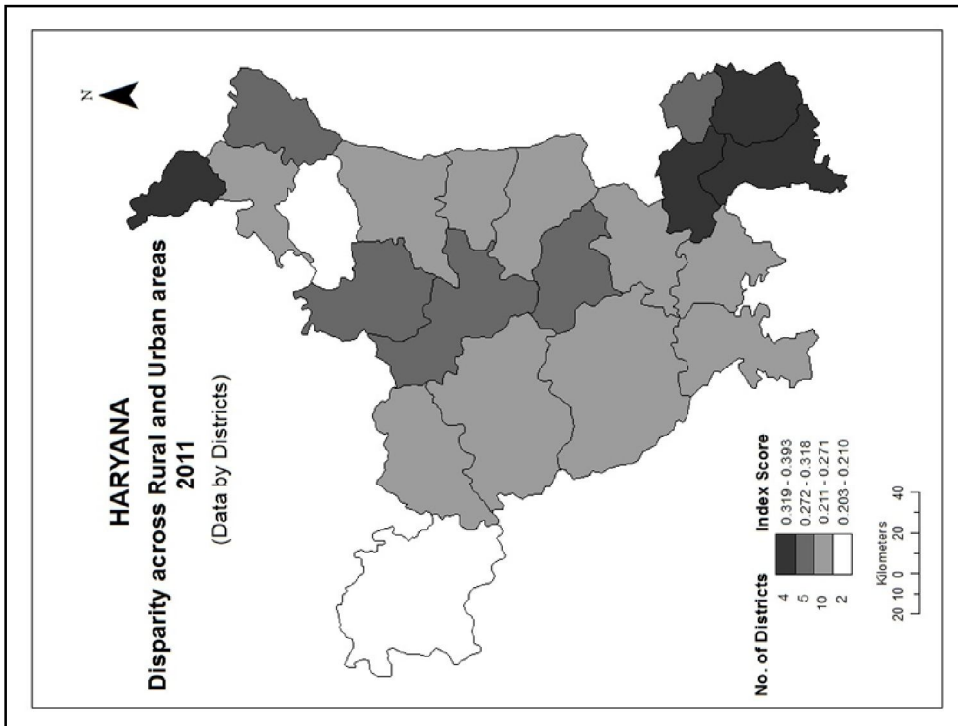 HARYANA
Disparity across Rural and Urban areas
2011
(Data by Districts)
N
No. of Districts Index Score
4 0.319 - 0.393
5 0.272 - 0.318
10 0.211 - 0.271
2 0.203 - 0.210
20 10 0 20 40
Kilometers